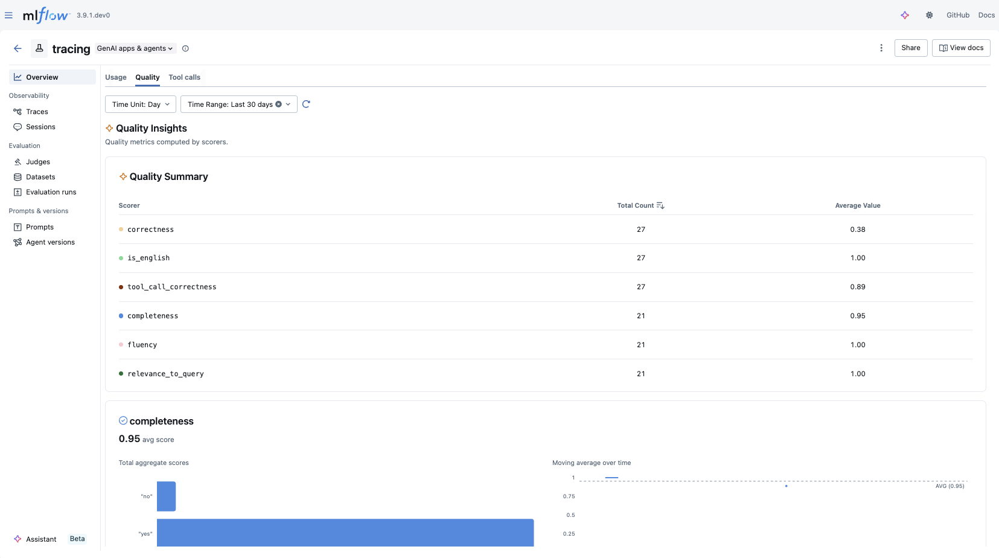 mlflow 3.9.1.dev0 GitHub Docs
tracing GenAI apps & agents Share View docs
Overview
Observability
Traces
Sessions
Evaluation
Judges
Datasets
Evaluation runs
Prompts & versions
Prompts
Agent versions
Assistant Beta
Usage Quality Tool calls
Time Unit: Day Time Range: Last 30 days
Quality Insights
Quality metrics computed by scorers.
Quality Summary
Scorer Total Count Average Value
correctness 27 0.38
is_english 27 1.00
tool_call_correctness 27 0.89
completeness 21 0.95
fluency 21 1.00
relevance_to_query 21 1.00
completeness
0.95 avg score
Total aggregate scores
"no"
"yes"
Moving average over time
1
AVG (0.95)
0.75
0.5
0.25